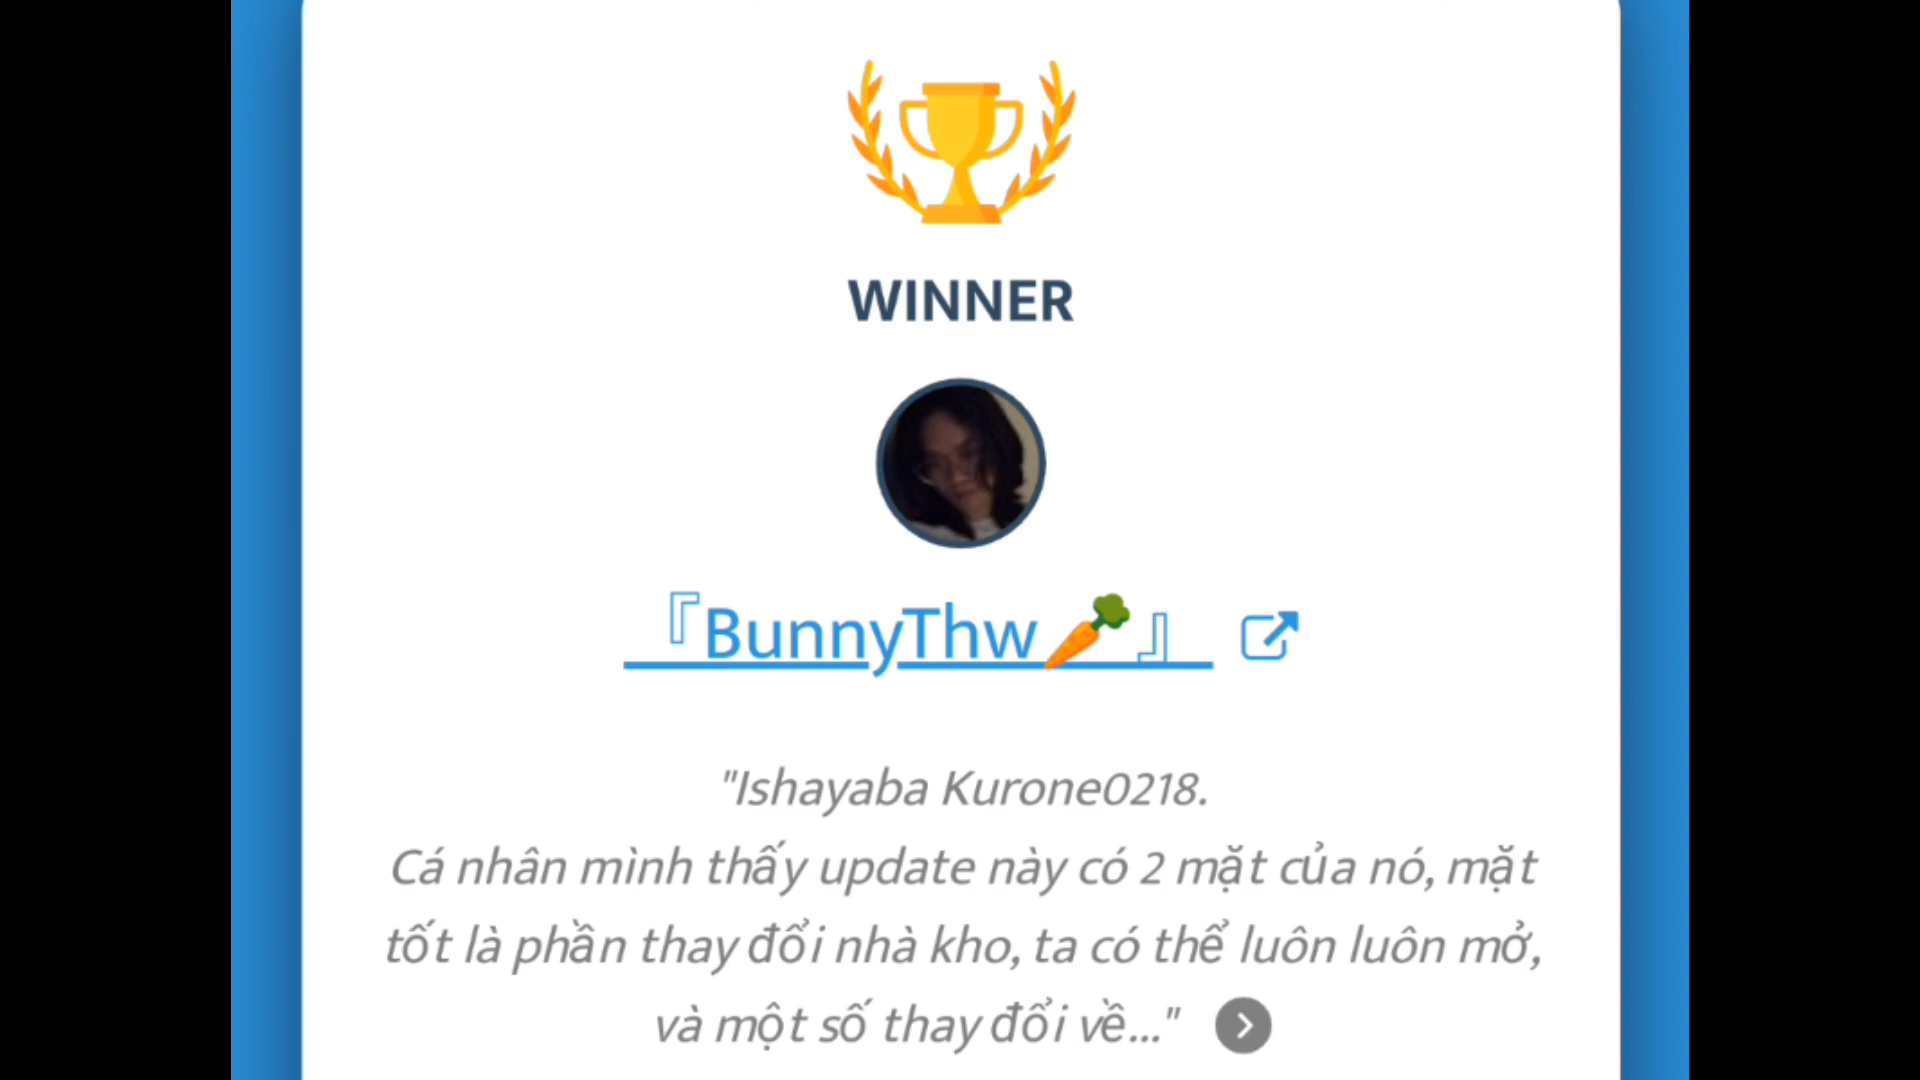 WINNER
『BunnyThw🥕』
"Ishayaba Kurone0218.
Cá nhân mình thấy update này có 2 mặt của nó, mặt
tốt là phần thay đổi nhà kho, ta có thể luôn luôn mở,
và một số thay đổi về..."